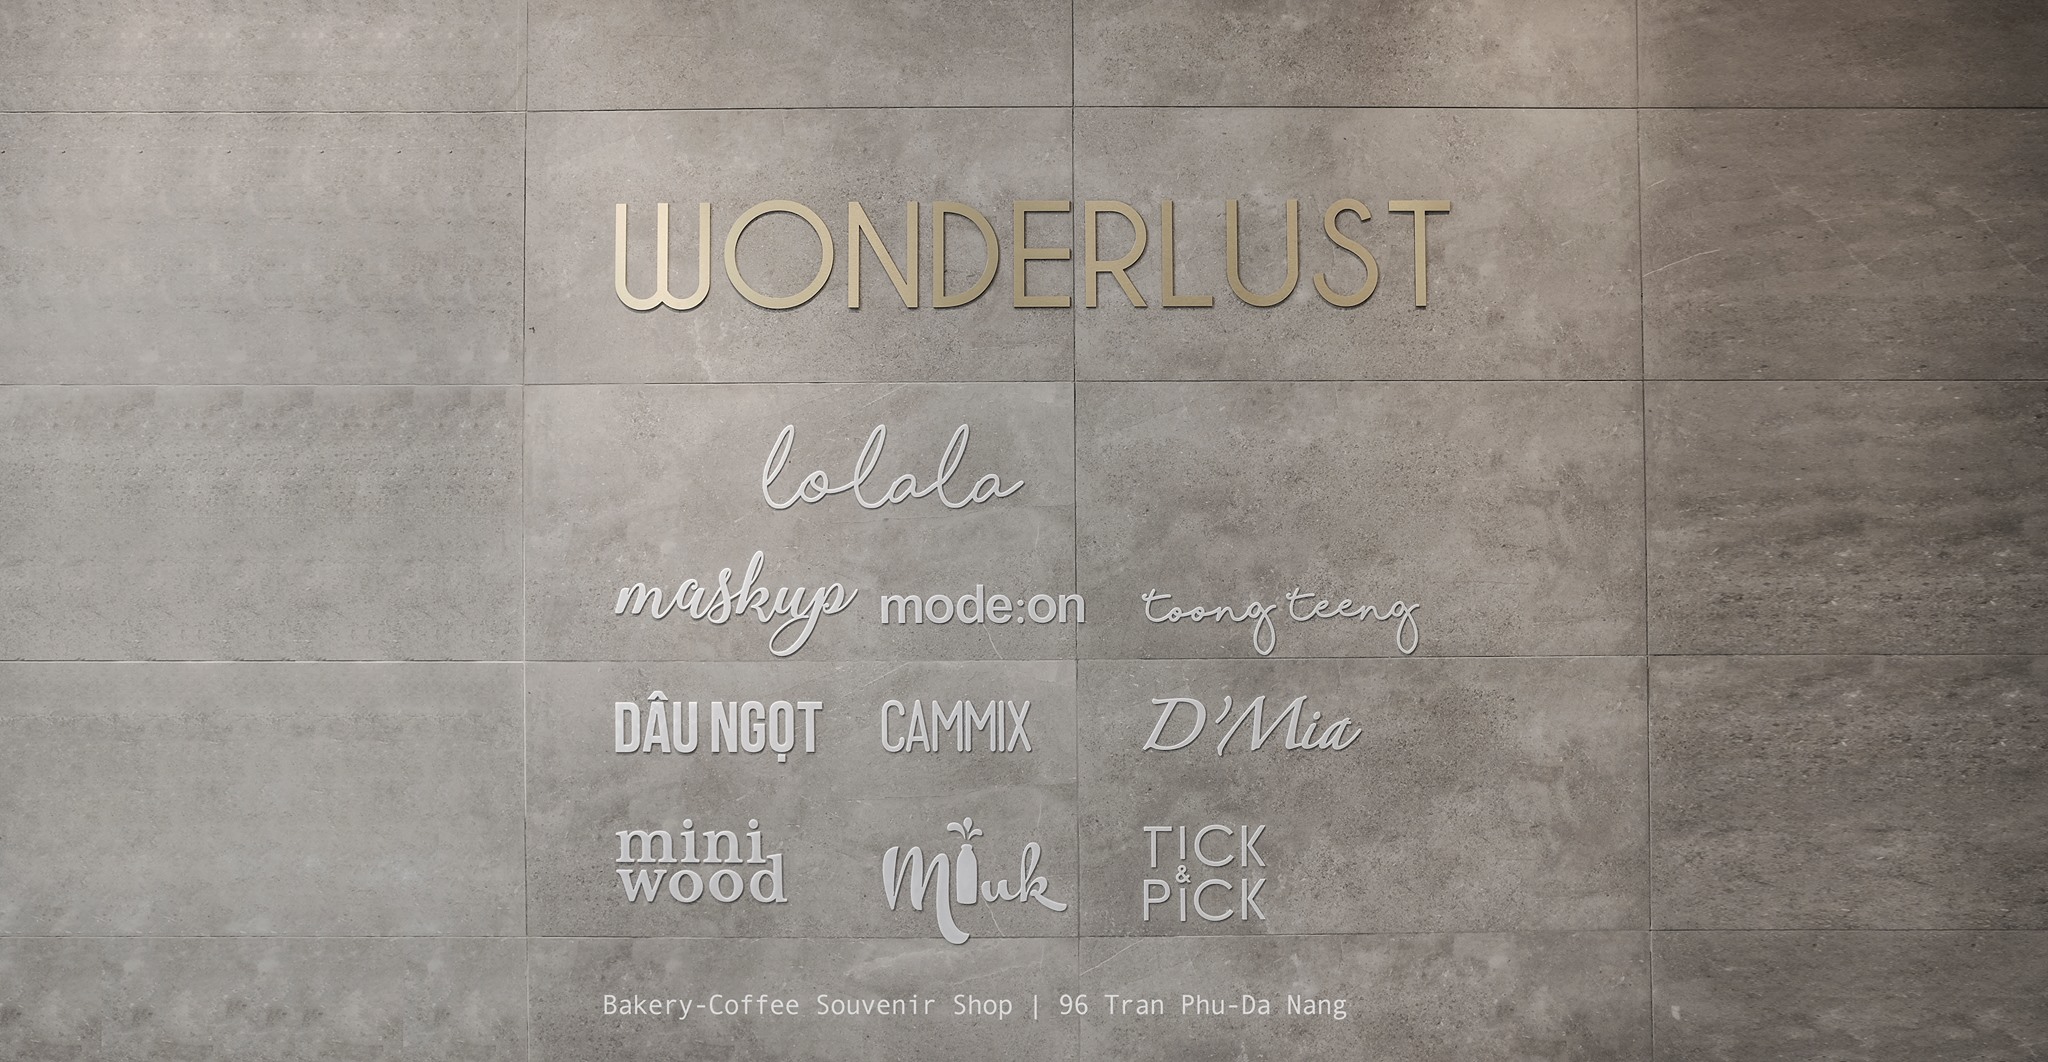 WONDERLUST
lolala
maskup mode:on toong teeng
DÂU NGỌT CAMMIX D'Mia
mini wood
Miuk
TICK & PICK
Bakery-Coffee Souvenir Shop | 96 Tran Phu-Da Nang